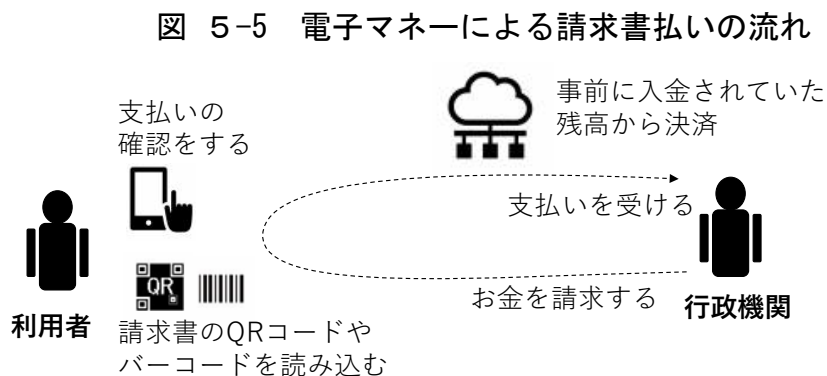 図 5-5 電子マネーによる請求書払いの流れ
支払いの
確認をする
事前に入金されていた
残高から決済
支払いを受ける
QR
お金を請求する
利用者
行政機関
請求書のQRコードや
バーコードを読み込む